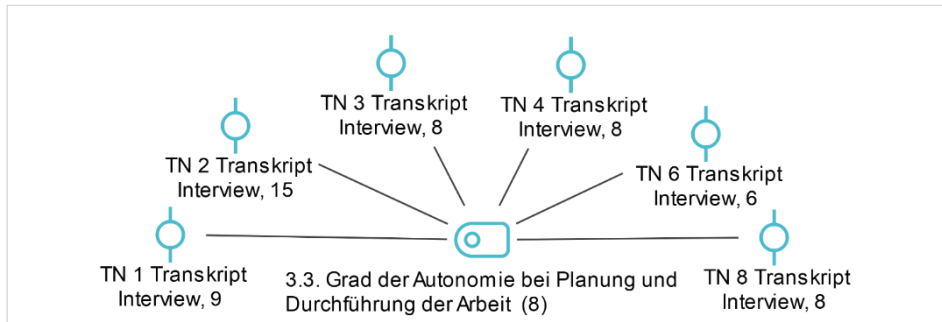 TN 3 Transkript
Interview, 8
TN 4 Transkript
Interview, 8
TN 2 Transkript
Interview, 15
TN 6 Transkript
Interview, 6
TN 1 Transkript
Interview, 9
3.3. Grad der Autonomie bei Planung und
Durchführung der Arbeit (8)
TN 8 Transkript
Interview, 8